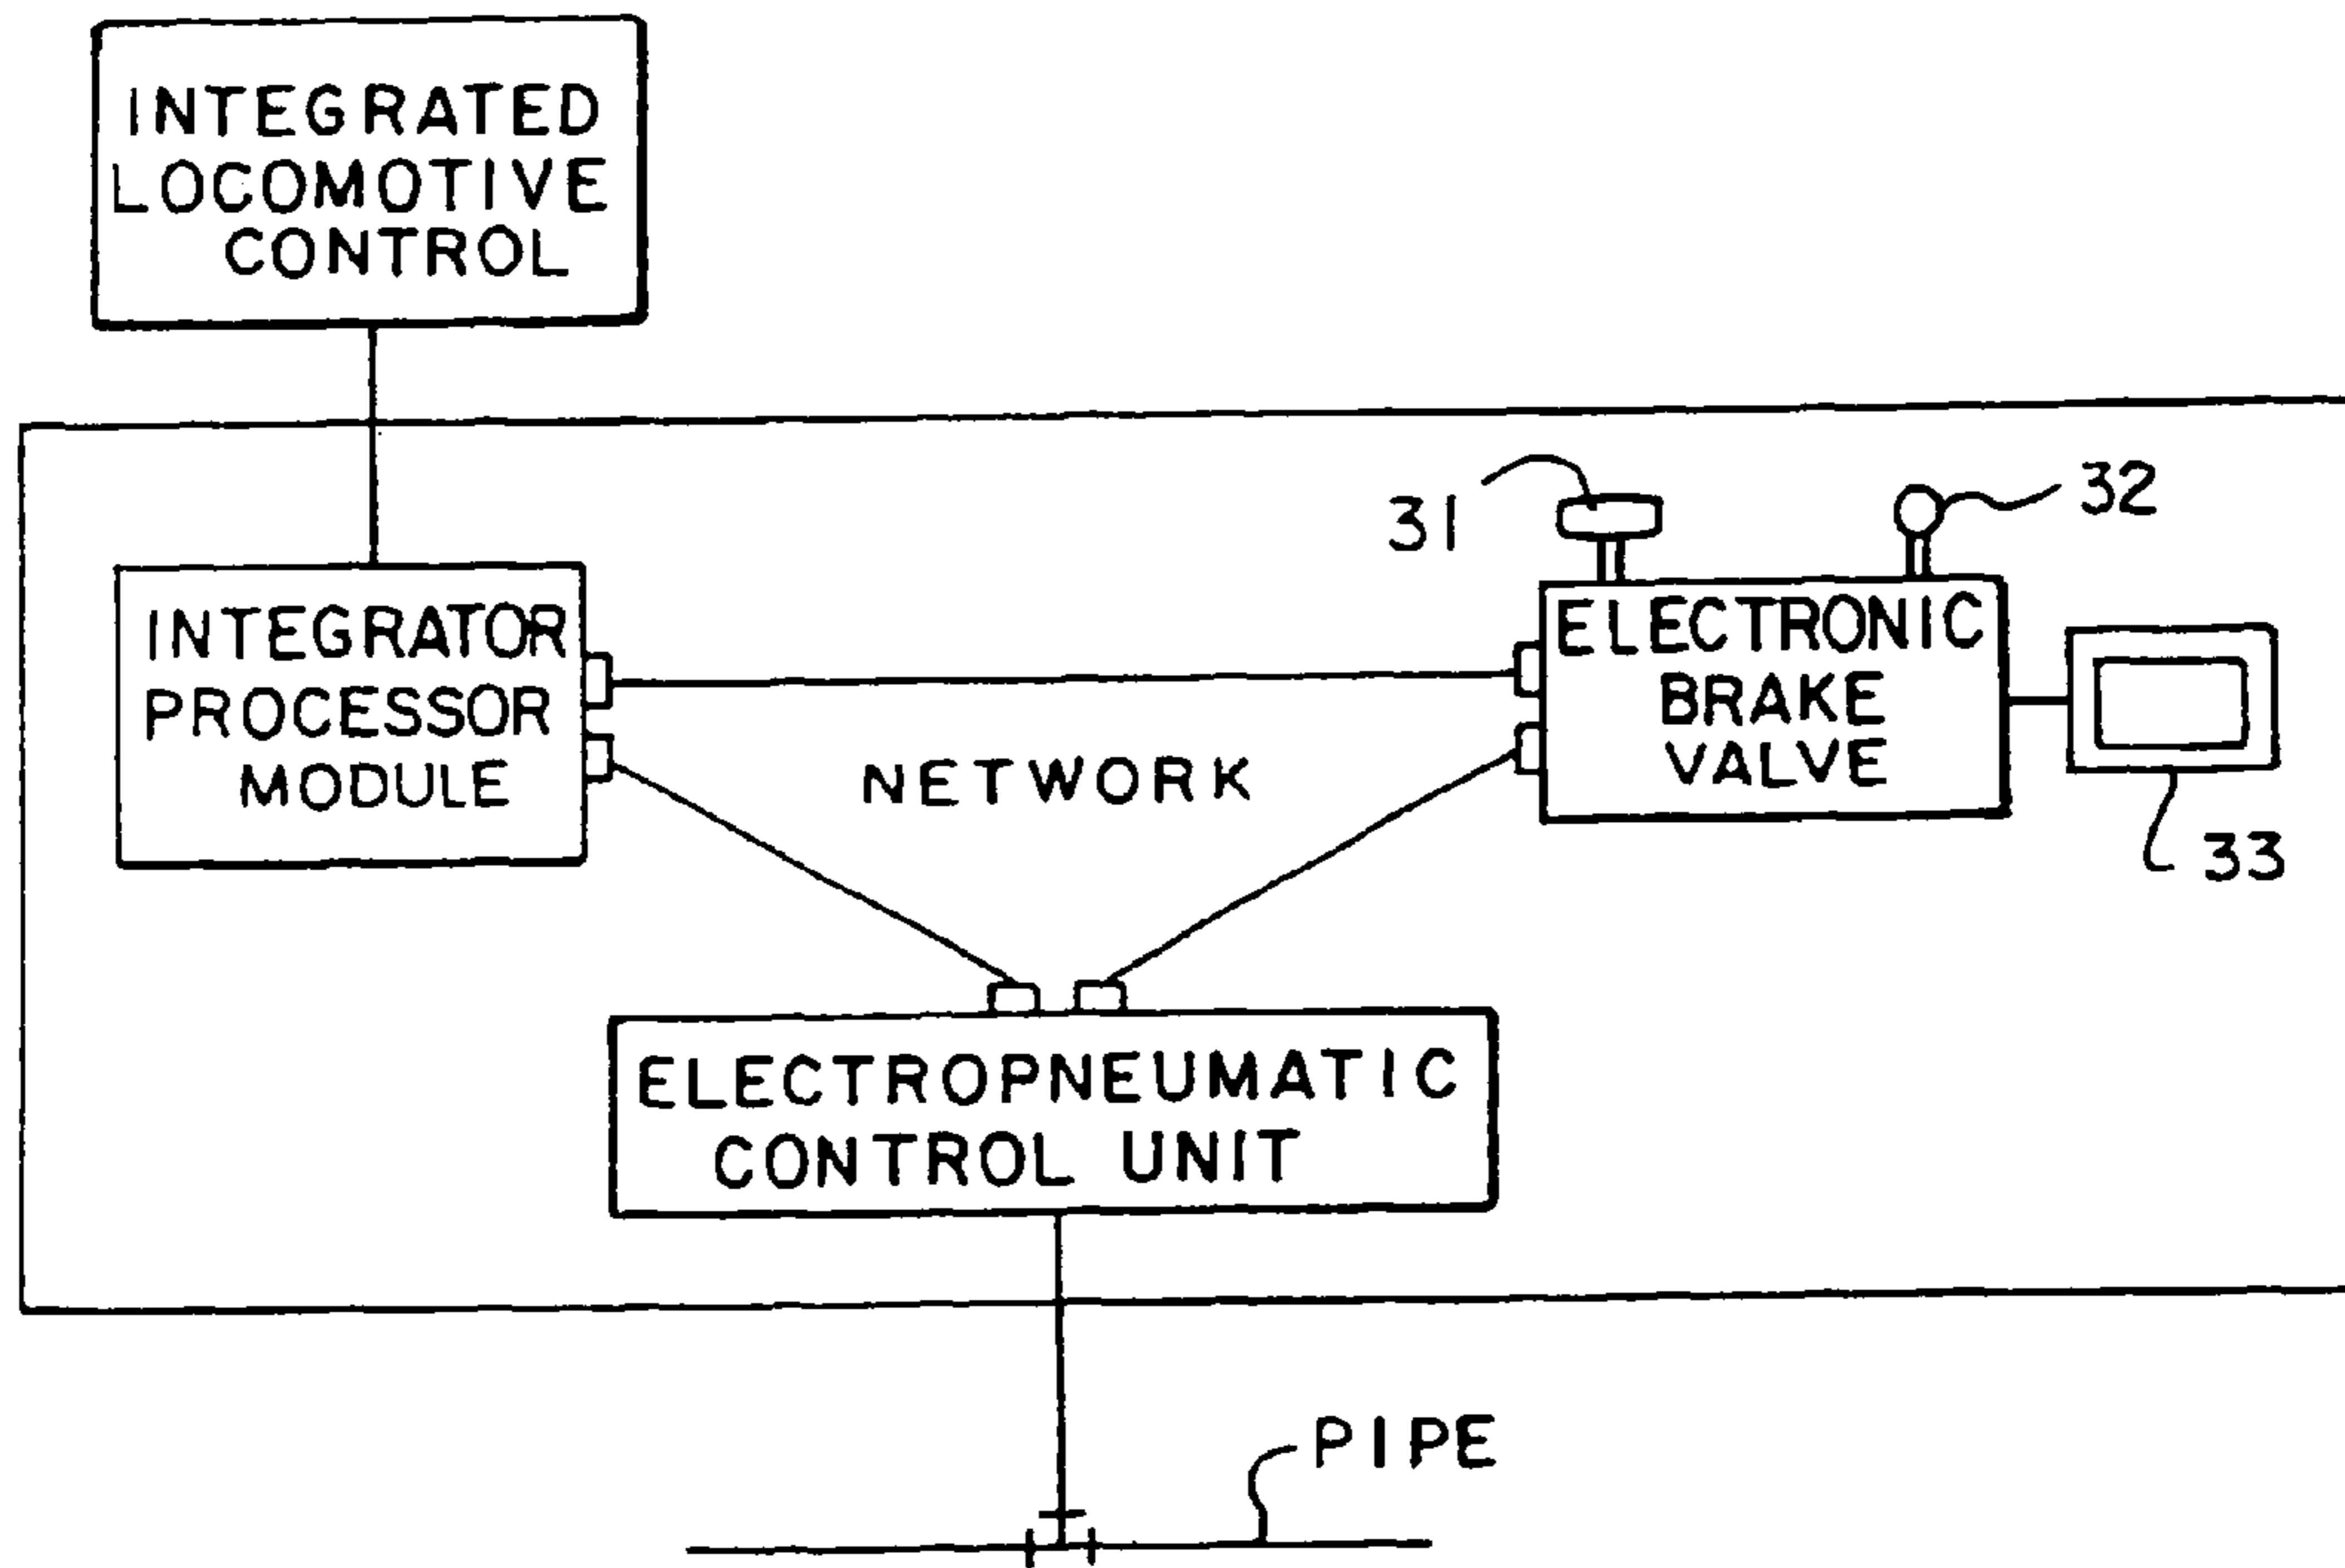 INTEGRATED
LOCOMOTIVE
CONTROL
31
32
INTEGRATOR
PROCESSOR
MODULE
ELECTRONIC
BRAKE
VALVE
NETWORK
33
ELECTROPNEUMATIC
CONTROL UNIT
PIPE